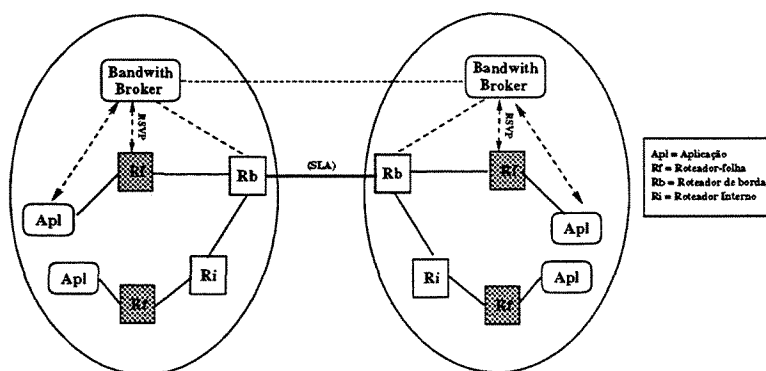 Bandwith
Broker
Bandwith
Broker
RSVP
RSVP
Rf
Rb
(SLA)
Rb
Rf
Apl
Apl
Apl
Ri
Ri
Apl
Rf
Rf
Apl = Aplicação
Rf = Roteador-folha
Rb = Roteador de borda
Ri = Roteador Interno